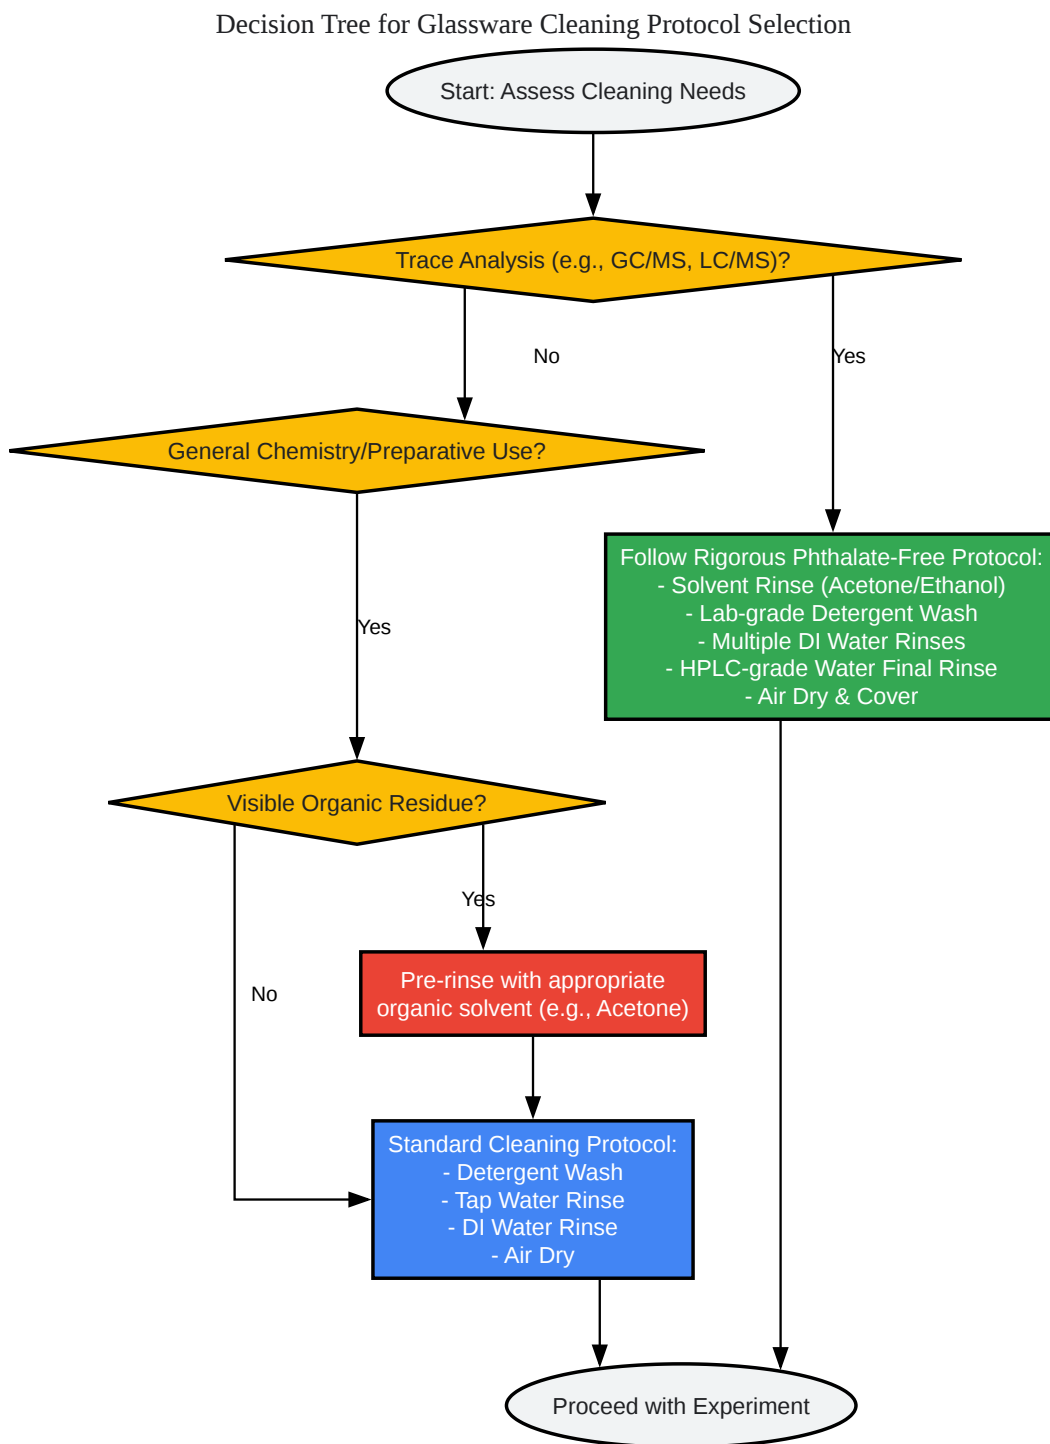 Decision Tree for Glassware Cleaning Protocol Selection
Start: Assess Cleaning Needs
Trace Analysis (e.g., GC/MS, LC/MS)?
No
Yes
General Chemistry/Preparative Use?
Follow Rigorous Phthalate-Free Protocol:
- Solvent Rinse (Acetone/Ethanol)
- Lab-grade Detergent Wash
- Multiple DI Water Rinses
- HPLC-grade Water Final Rinse
- Air Dry & Cover
Yes
Visible Organic Residue?
Yes
No
Pre-rinse with appropriate
organic solvent (e.g., Acetone)
Standard Cleaning Protocol:
- Detergent Wash
- Tap Water Rinse
- DI Water Rinse
- Air Dry
Proceed with Experiment